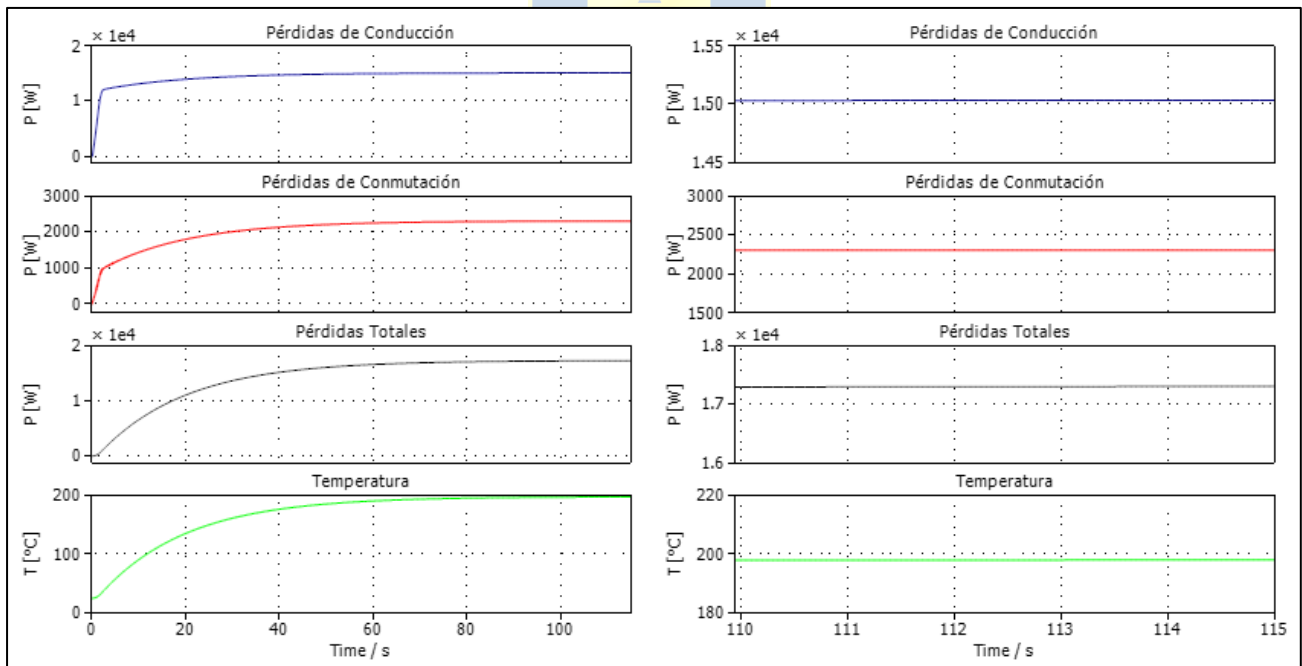 Pérdidas de Conducción
× 1e4
2
1
0
P [W]
Pérdidas de Conmutación
3000
2000
1000
0
P [W]
Pérdidas Totales
× 1e4
2
1
0
P [W]
Temperatura
200
100
0
T [°C]
0 20 40 60 80 100
Time / s
Pérdidas de Conducción
× 1e4
1.55
1.50
1.45
P [W]
Pérdidas de Conmutación
3000
2500
2000
1500
P [W]
Pérdidas Totales
× 1e4
1.8
1.7
1.6
P [W]
Temperatura
220
200
180
T [°C]
110 111 112 113 114 115
Time / s